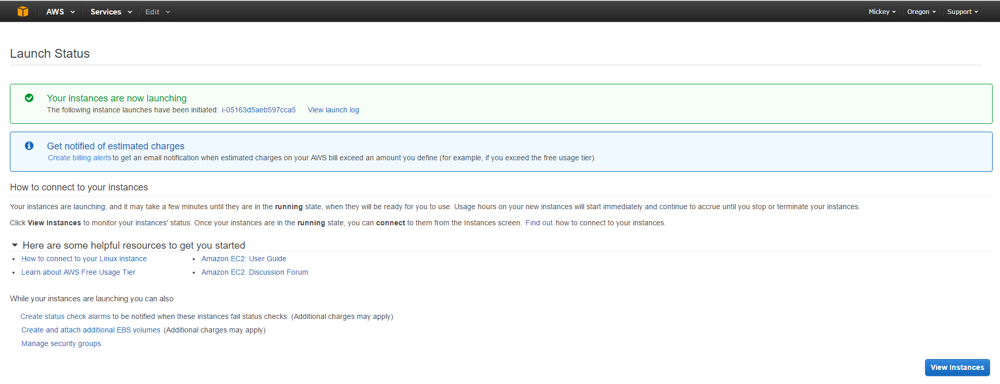 AWS Services Edit Mickey Oregon Support
Launch Status
Your instances are now launching
The following instance launches have been initiated: i-05163d5aeb597cca5 View launch log
Get notified of estimated charges
Create billing alerts to get an email notification when estimated charges on your AWS bill exceed an amount you define (for example, if you exceed the free usage tier).
How to connect to your instances
Your instances are launching, and it may take a few minutes until they are in the running state, when they will be ready for you to use. Usage hours on your new instances will start immediately and continue to accrue until you stop or terminate your instances.
Click View Instances to monitor your instances' status. Once your instances are in the running state, you can connect to them from the Instances screen. Find out how to connect to your instances.
Here are some helpful resources to get you started
• How to connect to your Linux instance • Amazon EC2: User Guide
• Learn about AWS Free Usage Tier • Amazon EC2: Discussion Forum
While your instances are launching you can also
Create status check alarms to be notified when these instances fail status checks. (Additional charges may apply)
Create and attach additional EBS volumes (Additional charges may apply)
Manage security groups
View Instances